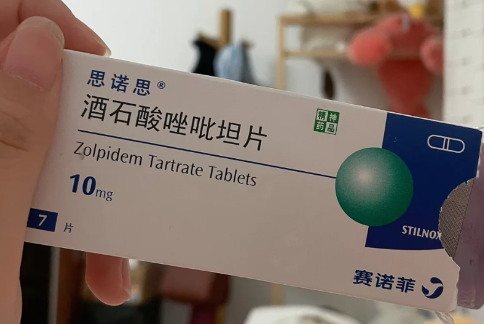 思诺思®
酒石酸唑吡坦片
Zolpidem Tartrate Tablets
10mg
7片
精神
药品
STILNOX
赛诺菲